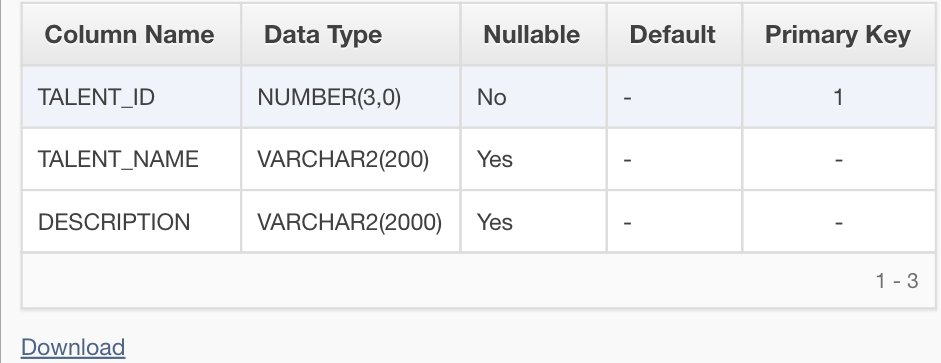 Column Name Data Type Nullable Default Primary Key
TALENT_ID NUMBER(3,0) No - 1
TALENT_NAME VARCHAR2(200) Yes - -
DESCRIPTION VARCHAR2(2000) Yes - -
1 - 3
Download